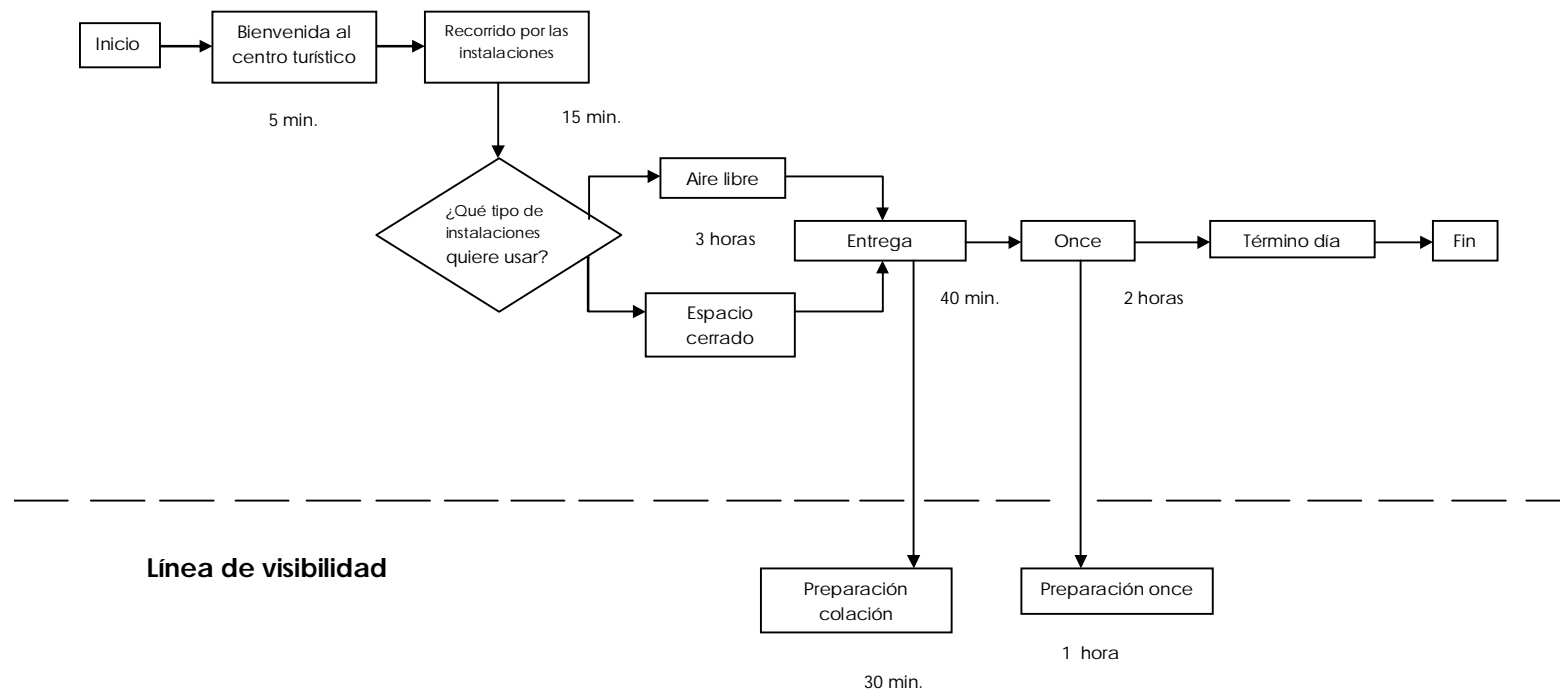 Inicio
Bienvenida al
centro turístico
Recorrido por las
instalaciones
5 min.
15 min.
¿Qué tipo de
instalaciones
quiere usar?
Aire libre
3 horas
Espacio
cerrado
Entrega
40 min.
Once
2 horas
Término día
Fin
Línea de visibilidad
Preparación
colación
30 min.
Preparación once
1 hora